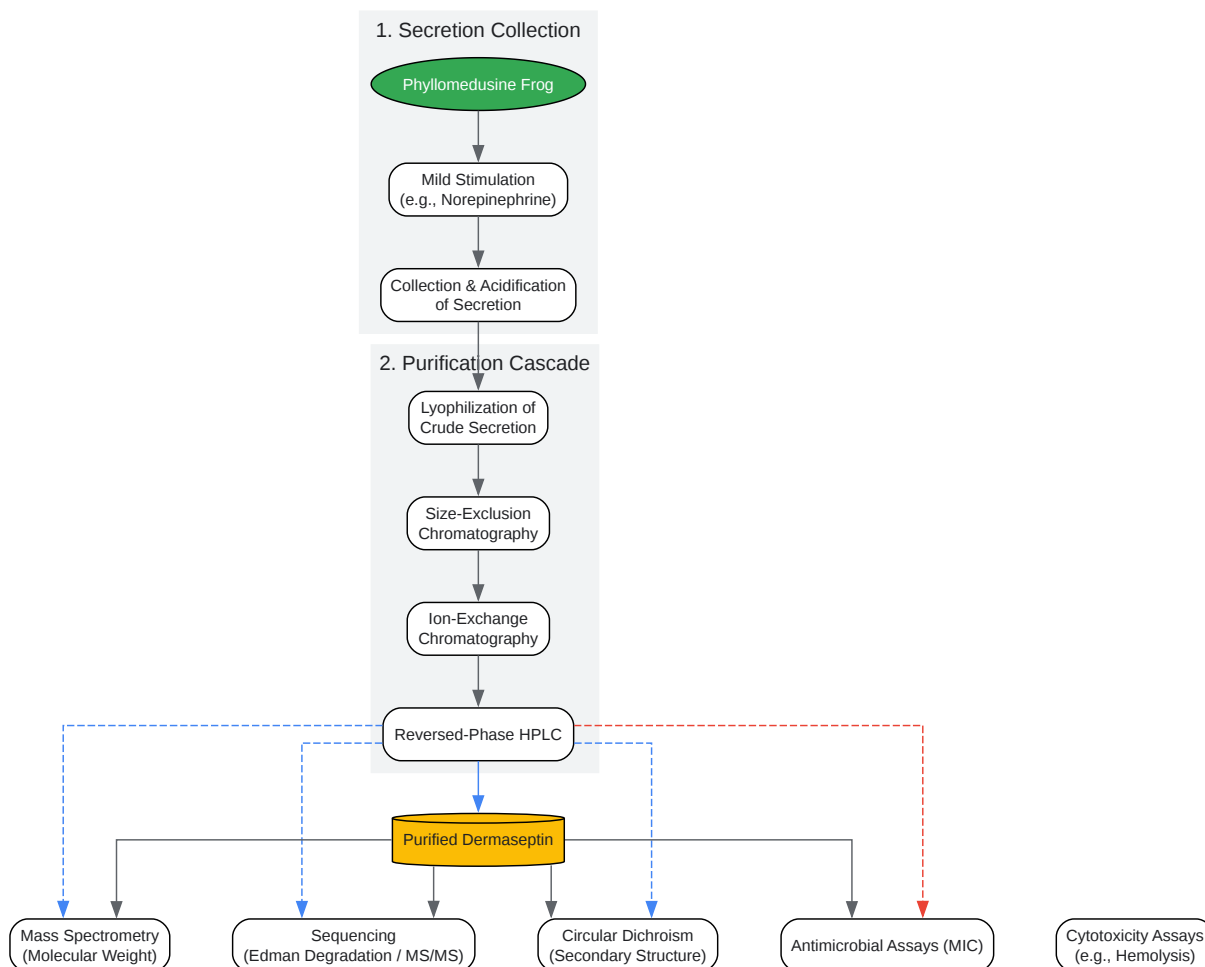 1. Secretion Collection
Phyllomedusine Frog
Mild Stimulation
(e.g., Norepinephrine)
Collection & Acidification
of Secretion
2. Purification Cascade
Lyophilization of
Crude Secretion
Size-Exclusion
Chromatography
Ion-Exchange
Chromatography
Reversed-Phase HPLC
Purified Dermaseptin
Mass Spectrometry
(Molecular Weight)
Sequencing
(Edman Degradation / MS/MS)
Circular Dichroism
(Secondary Structure)
Antimicrobial Assays (MIC)
Cytotoxicity Assays
(e.g., Hemolysis)